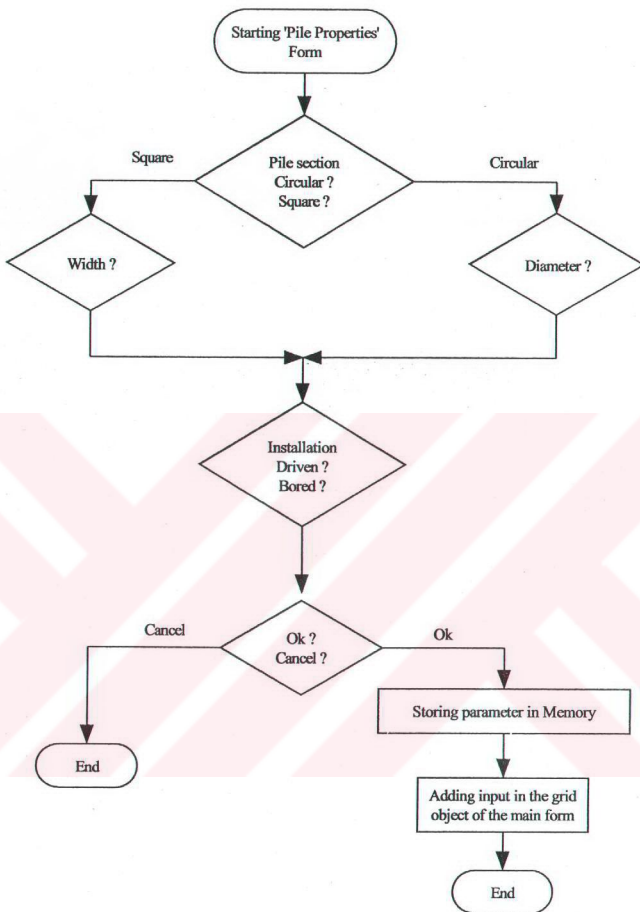 Starting 'Pile Properties'
Form
Square
Pile section
Circular ?
Square ?
Circular
Width ?
Diameter ?
Installation
Driven ?
Bored ?
Cancel
Ok ?
Cancel ?
Ok
Storing parameter in Memory
End
Adding input in the grid
object of the main form
End